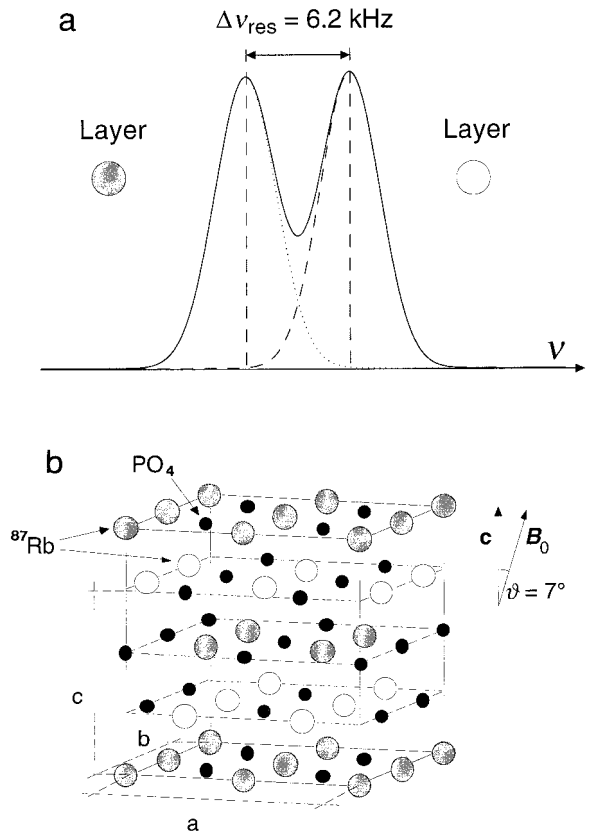 a
Δν_res = 6.2 kHz
Layer
Layer
ν
b
PO₄
⁸⁷Rb
c
B₀
ϑ = 7°
c
b
a